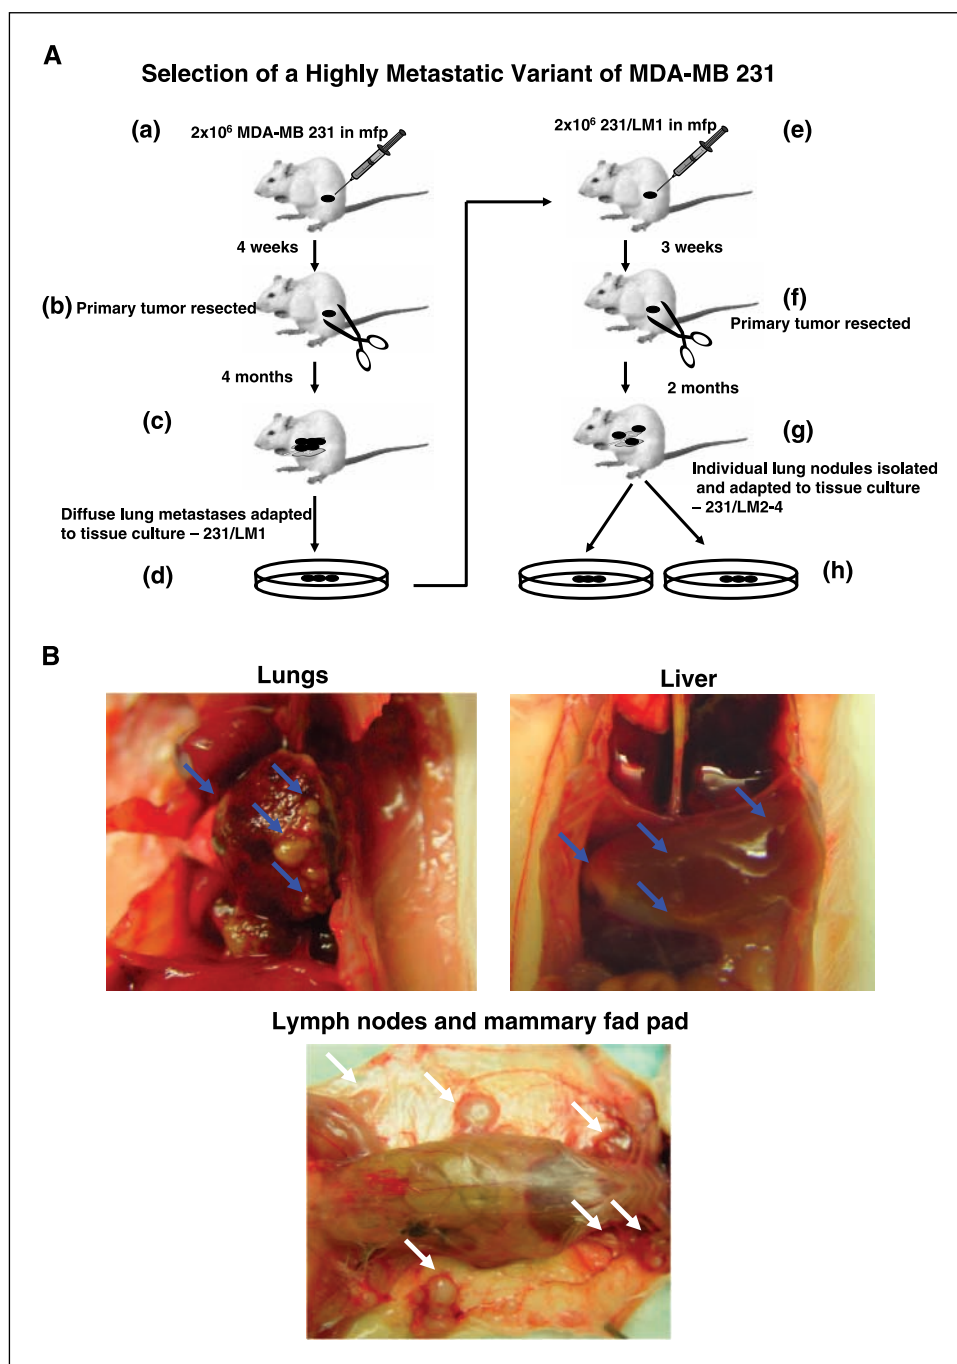 A
Selection of a Highly Metastatic Variant of MDA-MB 231
(a)
2x10⁶ MDA-MB 231 in mfp
4 weeks
(b) Primary tumor resected
4 months
(c)
Diffuse lung metastases adapted
to tissue culture – 231/LM1
(d)
2x10⁶ 231/LM1 in mfp
(e)
3 weeks
(f)
Primary tumor resected
2 months
(g)
Individual lung nodules isolated
and adapted to tissue culture
– 231/LM2-4
(h)
B
Lungs
Liver
Lymph nodes and mammary fad pad